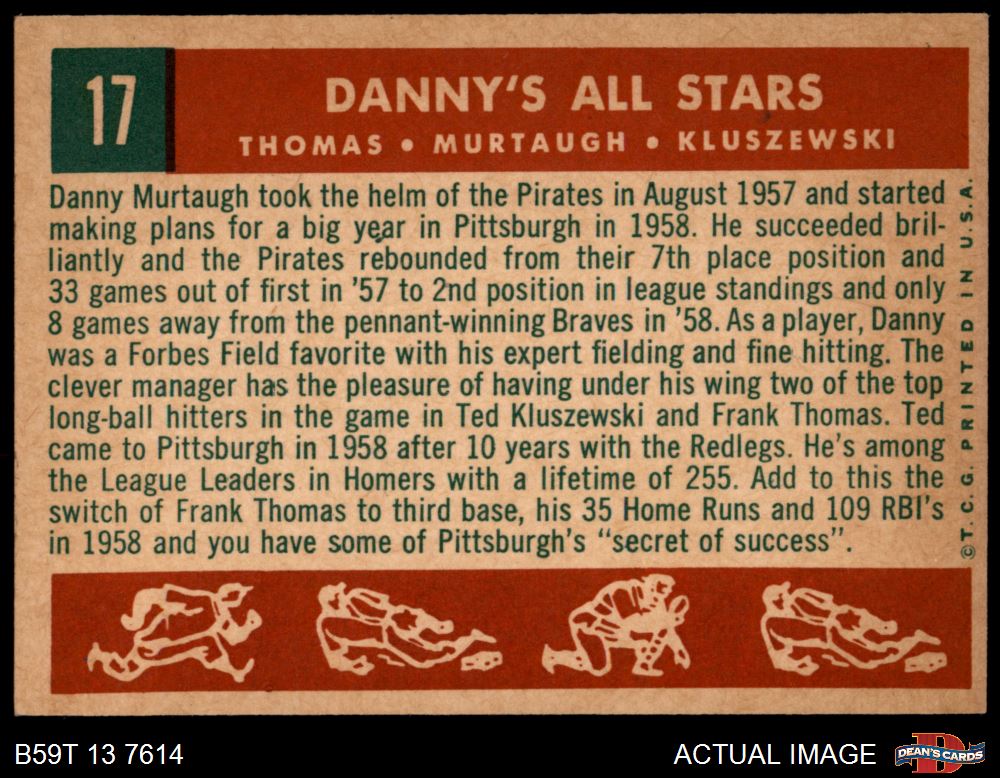 17
DANNY'S ALL STARS
THOMAS • MURTAUGH • KLUSZEWSKI
Danny Murtaugh took the helm of the Pirates in August 1957 and started
making plans for a big year in Pittsburgh in 1958. He succeeded bril-
liantly and the Pirates rebounded from their 7th place position and
33 games out of first in '57 to 2nd position in league standings and only
8 games away from the pennant-winning Braves in '58. As a player, Danny
was a Forbes Field favorite with his expert fielding and fine hitting. The
clever manager has the pleasure of having under his wing two of the top
long-ball hitters in the game in Ted Kluszewski and Frank Thomas. Ted
came to Pittsburgh in 1958 after 10 years with the Redlegs. He's among
the League Leaders in Homers with a lifetime of 255. Add to this the
switch of Frank Thomas to third base, his 35 Home Runs and 109 RBI's
in 1958 and you have some of Pittsburgh's "secret of success".
©T.C.G. PRINTED IN U.S.A.
B59T 13 7614
ACTUAL IMAGE
DEAN'S CARDS